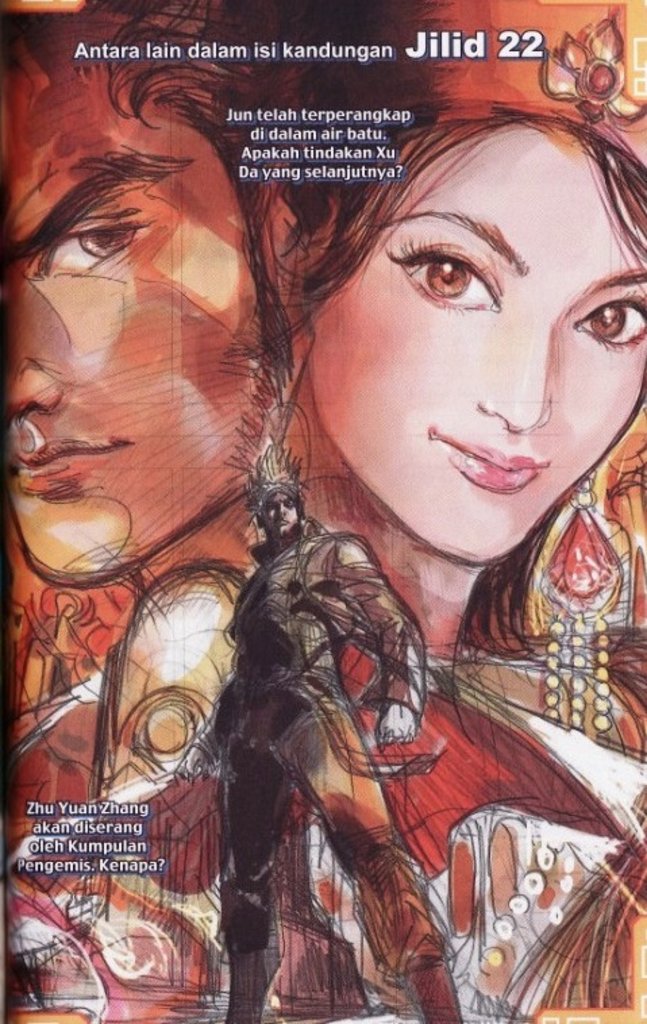 Antara lain dalam isi kandungan Jilid 22
Jun telah terperangkap
di dalam air batu.
Apakah tindakan Xu
Da yang selanjutnya?
Zhu Yuan Zhang
akan diserang
oleh Kumpulan
Pengemis. Kenapa?